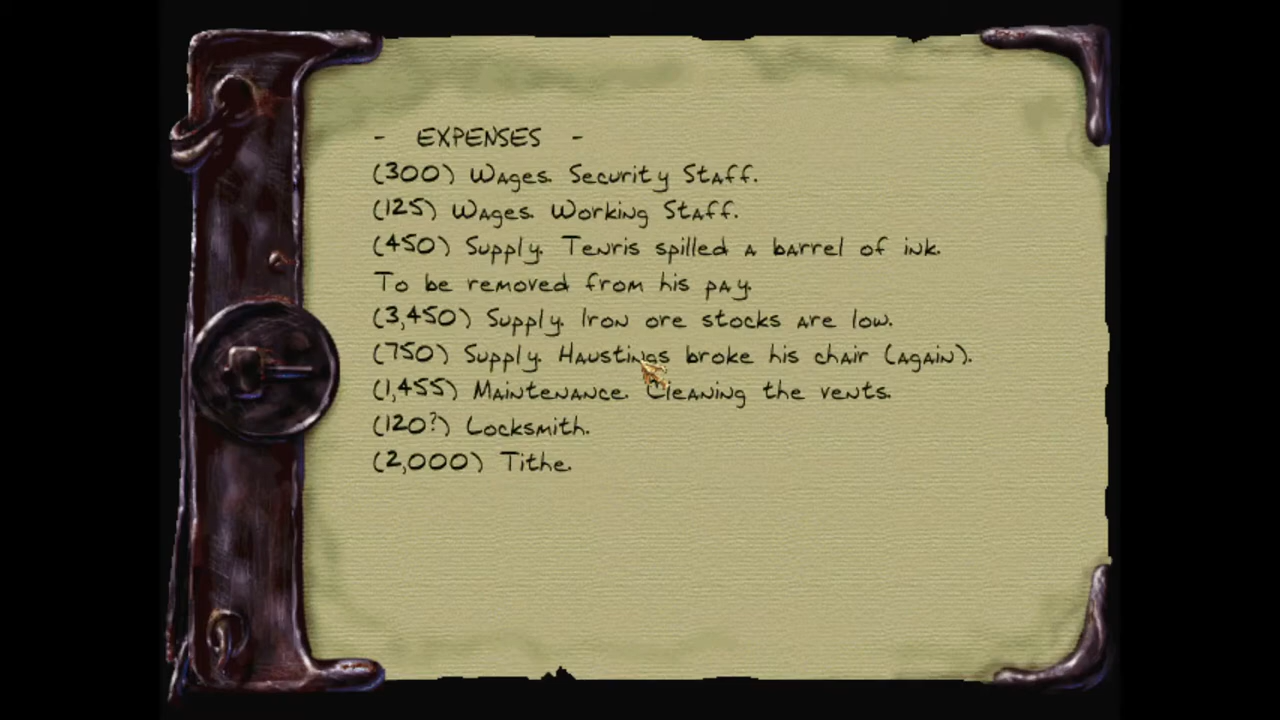 - EXPENSES -
(300) Wages. Security Staff.
(125) Wages. Working Staff.
(450) Supply. Tenris spilled a barrel of ink.
To be removed from his pay.
(3,450) Supply. Iron ore stocks are low.
(750) Supply. Haustings broke his chair (again).
(1,455) Maintenance. Cleaning the vents.
(120?) Locksmith.
(2,000) Tithe.